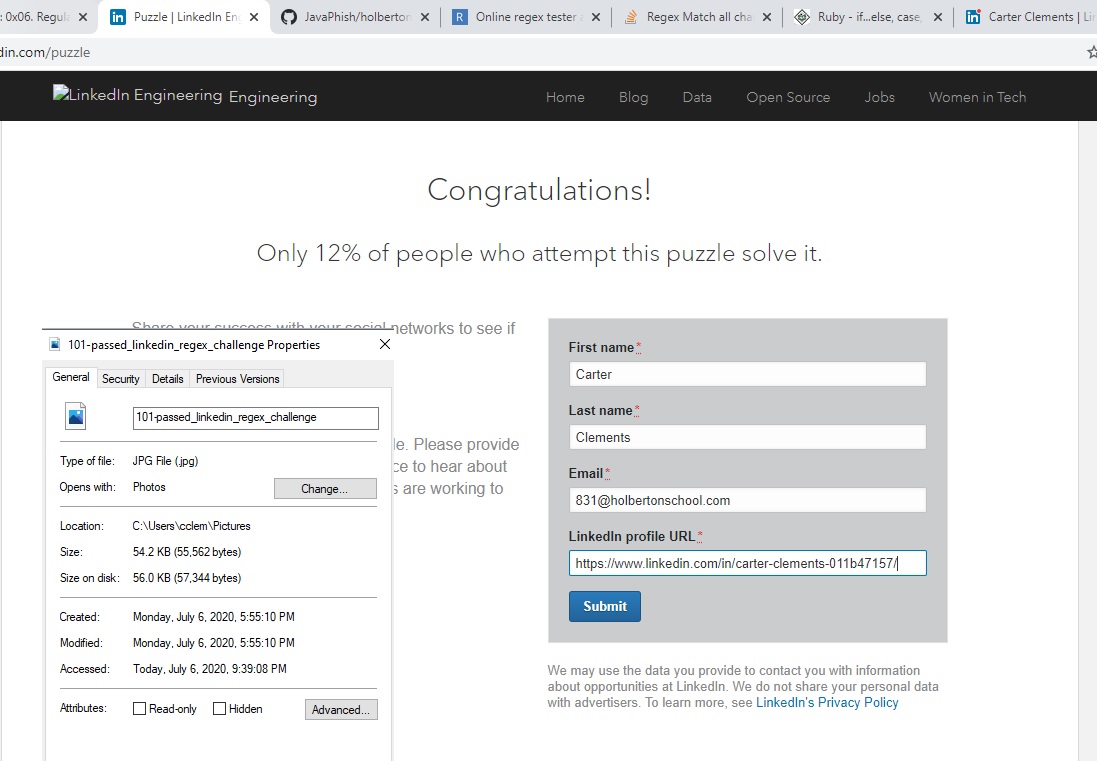 : 0x06. Regula
Puzzle | LinkedIn En
JavaPhish/holberton
Online regex tester a
Regex Match all cha
Ruby - if...else, case,
Carter Clements | Li
din.com/puzzle
LinkedIn Engineering Engineering
Home Blog Data Open Source Jobs Women in Tech
Congratulations!
Only 12% of people who attempt this puzzle solve it.
Share your success with your social networks to see if
le. Please provide
ce to hear about
s are working to
101-passed_linkedin_regex_challenge Properties
General Security Details Previous Versions
101-passed_linkedin_regex_challenge
Type of file: JPG File (.jpg)
Opens with: Photos Change...
Location: C:\Users\cclem\Pictures
Size: 54.2 KB (55,562 bytes)
Size on disk: 56.0 KB (57,344 bytes)
Created: Monday, July 6, 2020, 5:55:10 PM
Modified: Monday, July 6, 2020, 5:55:10 PM
Accessed: Today, July 6, 2020, 9:39:08 PM
Attributes: Read-only Hidden Advanced...
First name*
Carter
Last name*
Clements
Email*
831@holbertonschool.com
LinkedIn profile URL*
https://www.linkedin.com/in/carter-clements-011b47157/
Submit
We may use the data you provide to contact you with information
about opportunities at LinkedIn. We do not share your personal data
with advertisers. To learn more, see LinkedIn's Privacy Policy